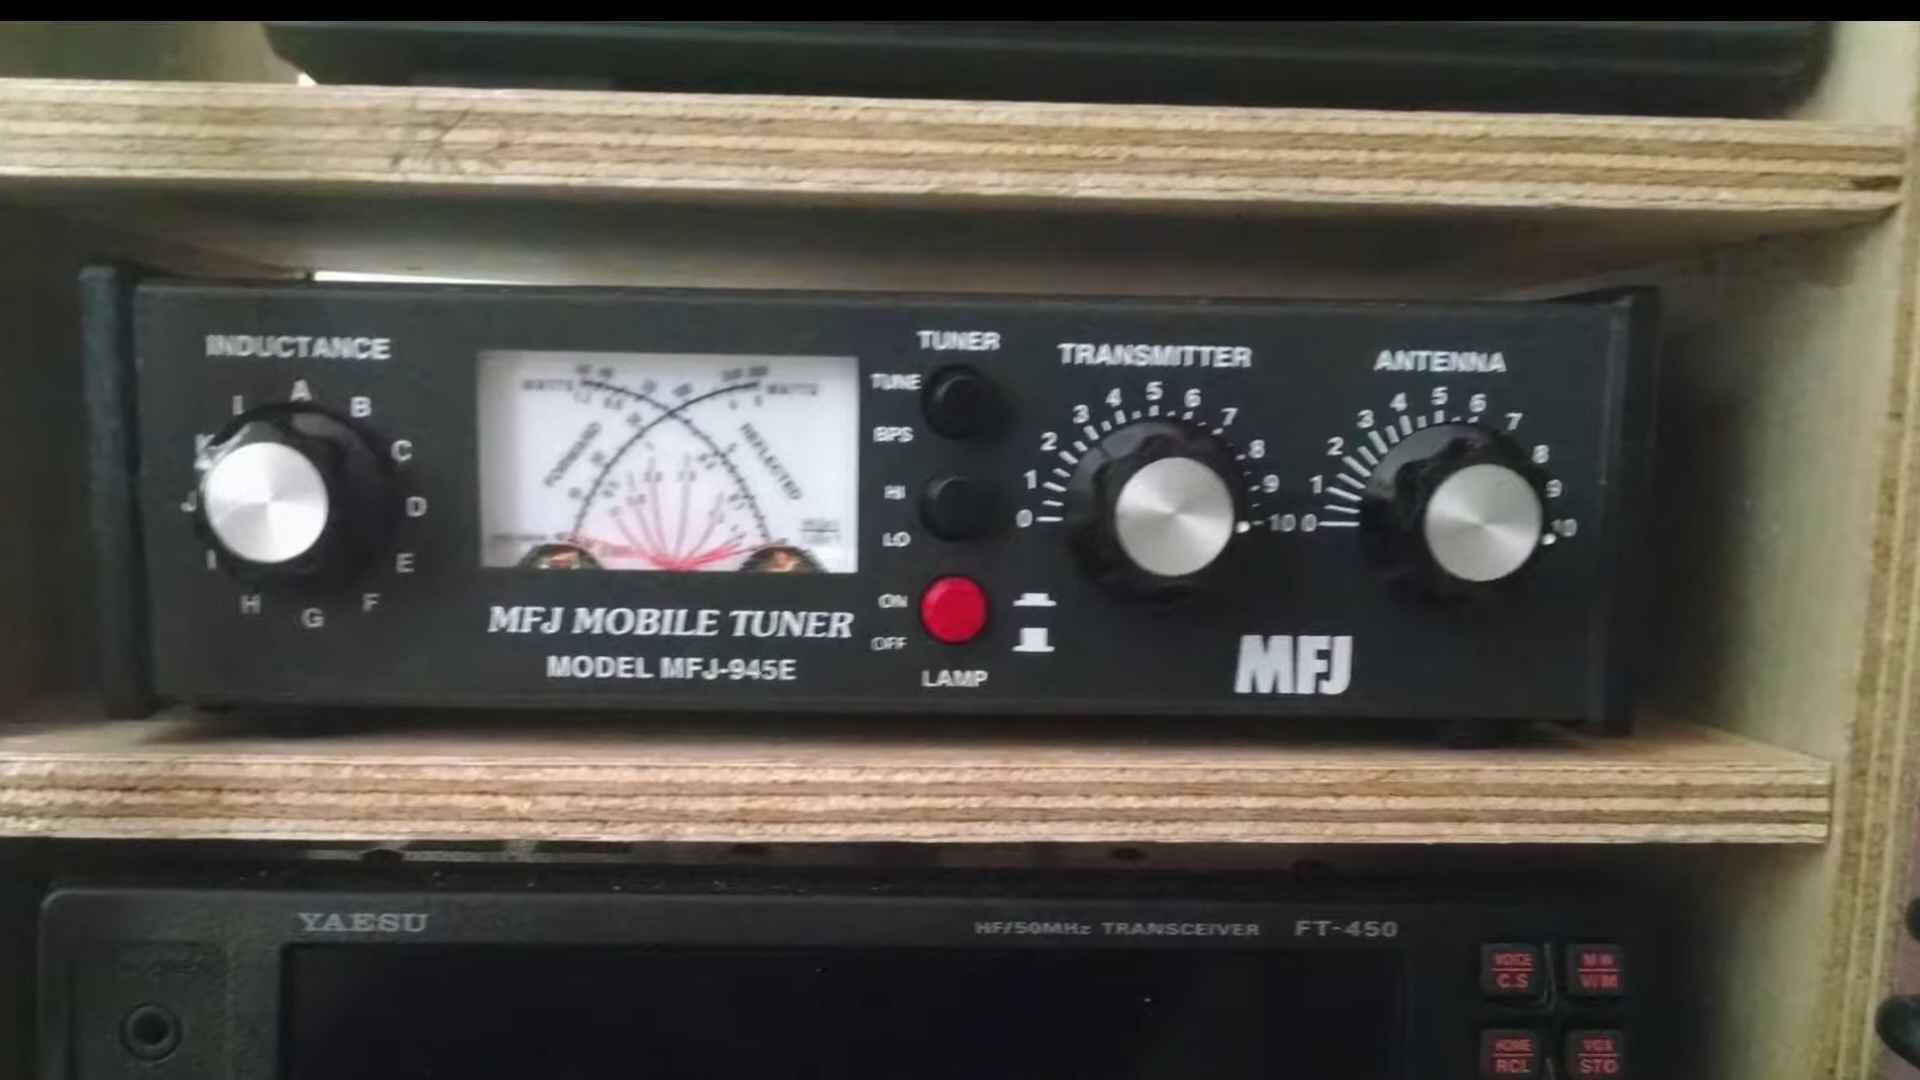 INDUCTANCE
A
B
C
D
E
F
G
H
I
J
K
WATTS
WATTS
FORWARD
REFLECTED
MFJ MOBILE TUNER
MODEL MFJ-945E
TUNER
TUNE
BPS
HI
LO
ON
OFF
LAMP
TRANSMITTER
0 1 2 3 4 5 6 7 8 9 10
ANTENNA
0 1 2 3 4 5 6 7 8 9 10
MFJ
YAESU
HF/50MHz TRANSCEIVER FT-450
VOICE
C.S
MW
V/M
HOME
RCL
VOX
STO